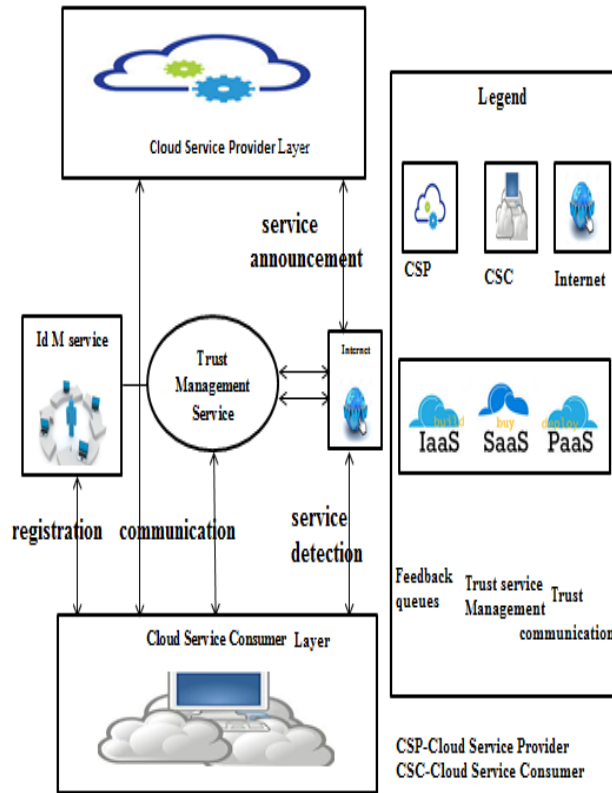 Cloud Service Provider Layer
service
announcement
Id M service
Trust
Management
Service
Internet
registration
communication
service
detection
Cloud Service Consumer Layer
Legend
CSP
CSC
Internet
build
buy
deploy
IaaS
SaaS
PaaS
Feedback
queues
Trust service
Management
Trust
communication
CSP-Cloud Service Provider
CSC-Cloud Service Consumer